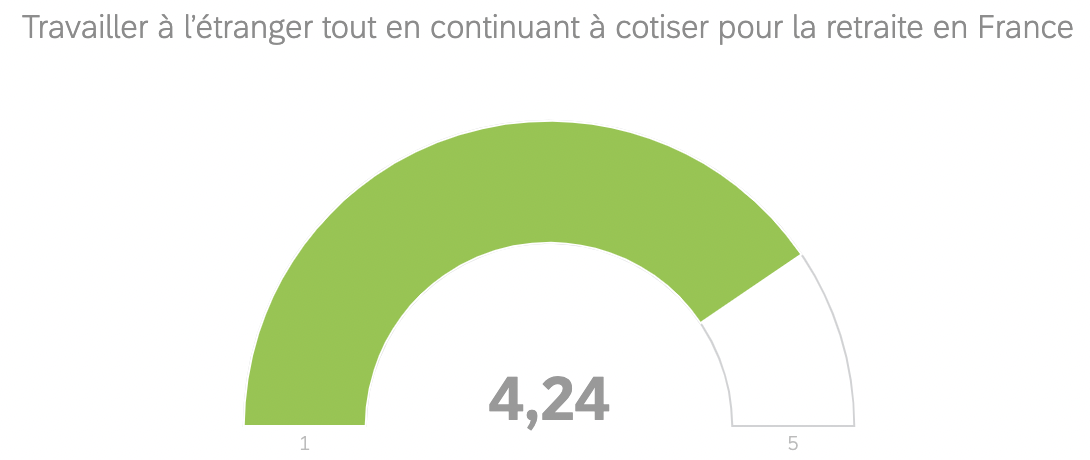 Travailler à l’étranger tout en continuant à cotiser pour la retraite en France
4,24
1
5